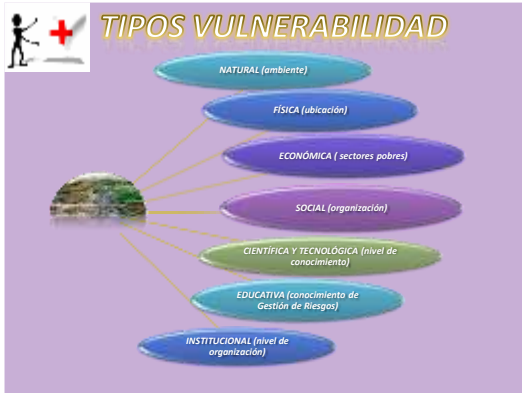 TIPOS VULNERABILIDAD
NATURAL (ambiente)
FÍSICA (ubicación)
ECONÓMICA ( sectores pobres)
SOCIAL (organización)
CIENTÍFICA Y TECNOLÓGICA (nivel de
conocimiento)
EDUCATIVA (conocimiento de
Gestión de Riesgos)
INSTITUCIONAL (nivel de
organización)